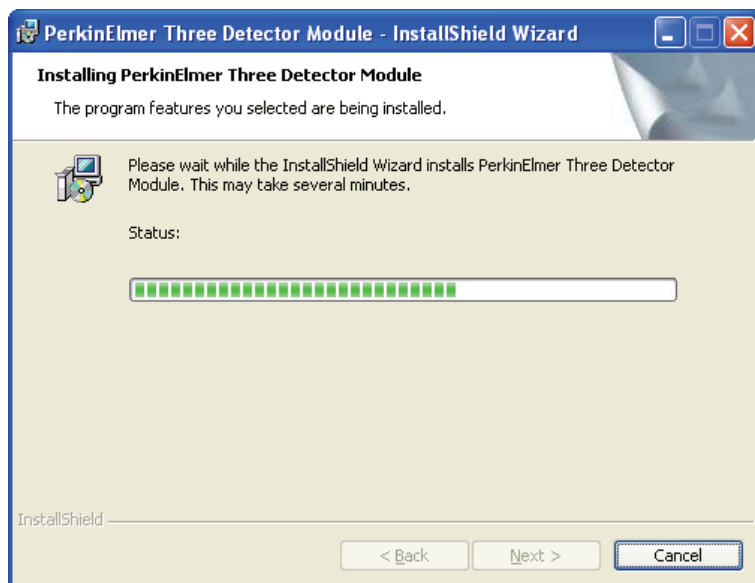 PerkinElmer Three Detector Module - InstallShield Wizard
Installing PerkinElmer Three Detector Module
The program features you selected are being installed.
Please wait while the InstallShield Wizard installs PerkinElmer Three Detector
Module. This may take several minutes.
Status:
InstallShield
< Back Next > Cancel